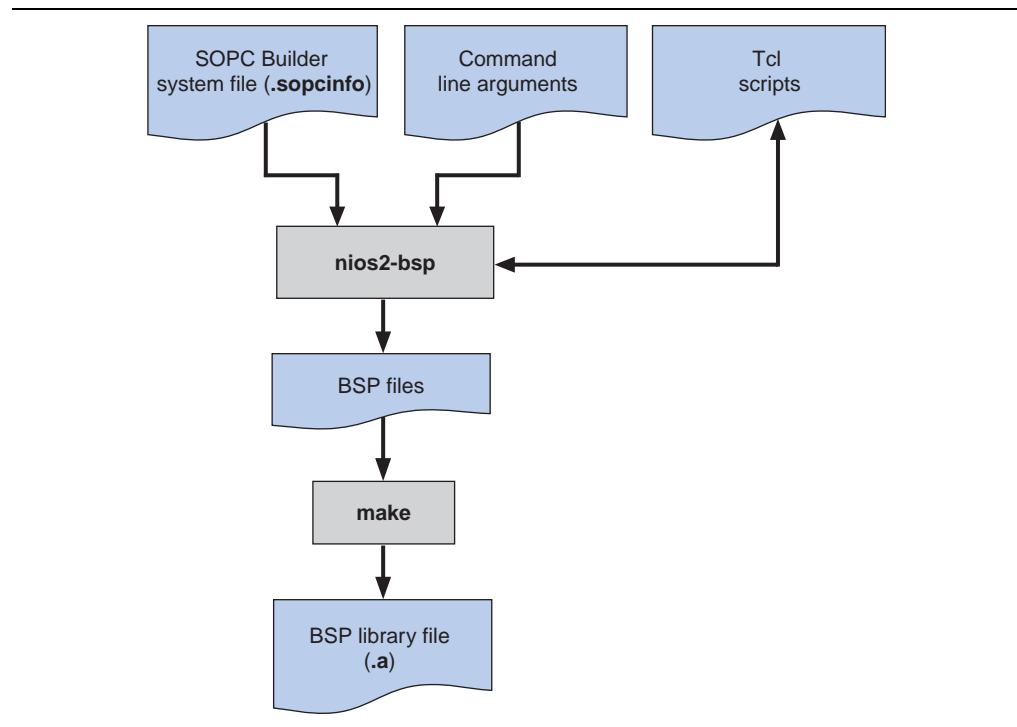 SOPC Builder
system file (.sopcinfo)
Command
line arguments
Tcl
scripts
nios2-bsp
BSP files
make
BSP library file
(.a)